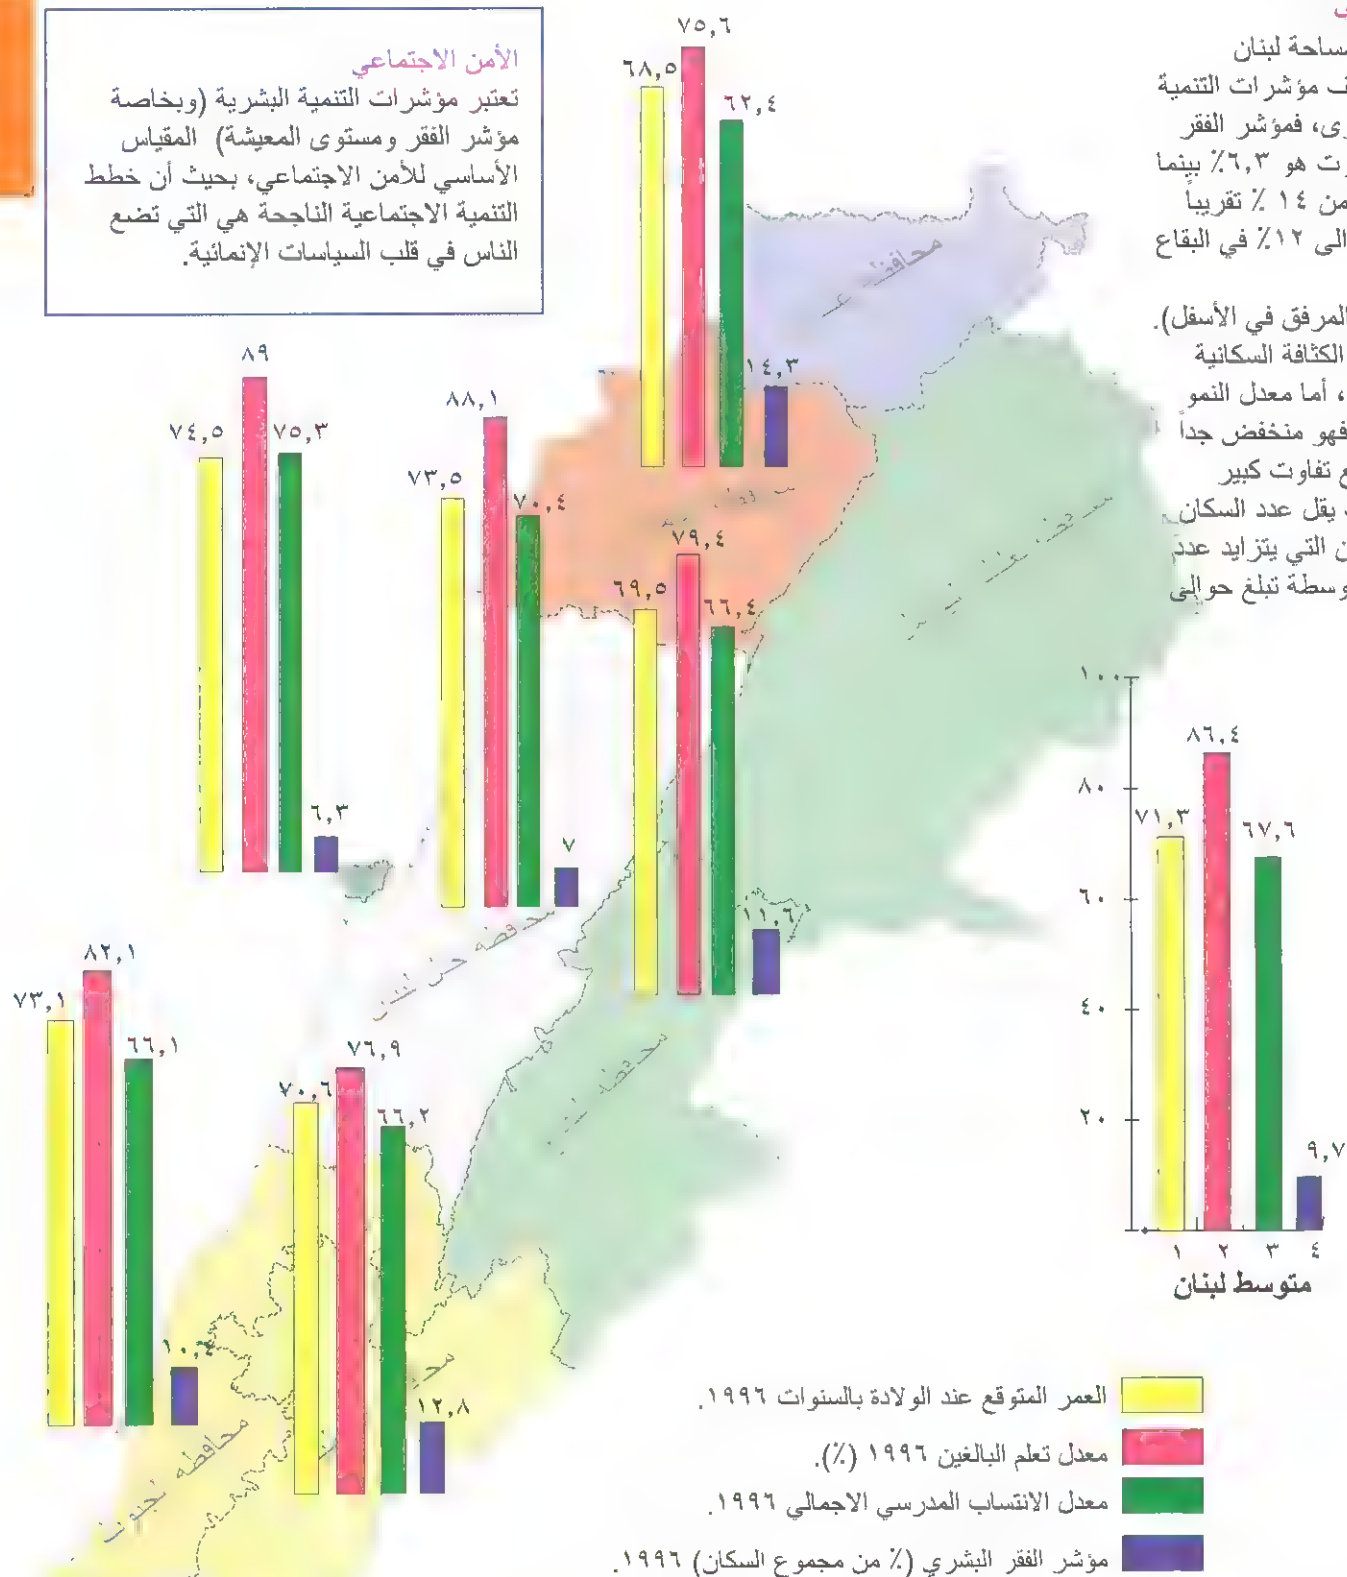 الأمن الاجتماعي
تعتبر مؤشرات التنمية البشرية (وبخاصة
مؤشر الفقر ومستوى المعيشة) المقياس
الأساسي للأمن الاجتماعي، بحيث أن خطط
التنمية الاجتماعية الناجحة هي التي تضع
الناس في قلب السياسات الإنمائية.
مساحة لبنان
مؤشرات التنمية
فمؤشر الفقر
هو ٦,٣٪ بينما
من ١٤ ٪ تقريباً
الى ١٢٪ في البقاع
المرفق في الأسفل).
الكثافة السكانية
، أما معدل النمو
فهو منخفض جداً
تفاوت كبير
يقل عدد السكان
التي يتزايد عدد
تبلغ حوالى
٧٥,٦
٦٨,٥
٦٢,٤
١٤,٣
محافظة
٨٩
٧٤,٥
٧٥,٣
٦,٣
٨٨,١
٧٣,٥
٧٠,٤
٧
٧٩,٤
٦٩,٥
٦٦,٤
١١,٦
٨٢,١
٧٣,١
٦٦,١
١٠,٤
٧٦,٩
٧٠,٦
٦٦,٢
١٢,٨
محافظة
محافظة الجنوب
١٠٠
٨٠
٦٠
٤٠
٢٠
٨٦,٤
٧١,٣
٦٧,٦
٩,٧
١ ٢ ٣ ٤
متوسط لبنان
العمر المتوقع عند الولادة بالسنوات ١٩٩٦.
معدل تعلم البالغين ١٩٩٦ (٪).
معدل الانتساب المدرسي الاجمالي ١٩٩٦.
مؤشر الفقر البشري (٪ من مجموع السكان) ١٩٩٦.